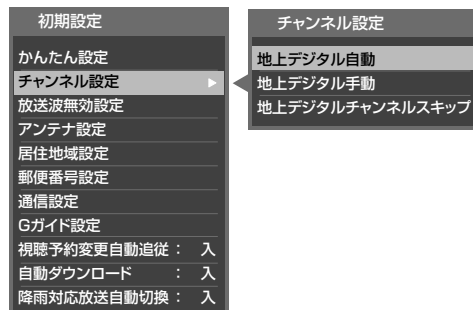 初期設定
かんたん設定
チャンネル設定
放送波無効設定
アンテナ設定
居住地域設定
郵便番号設定
通信設定
Gガイド設定
視聴予約変更自動追従： 入
自動ダウンロード ： 入
降雨対応放送自動切換： 入
チャンネル設定
地上デジタル自動
地上デジタル手動
地上デジタルチャンネルスキップ